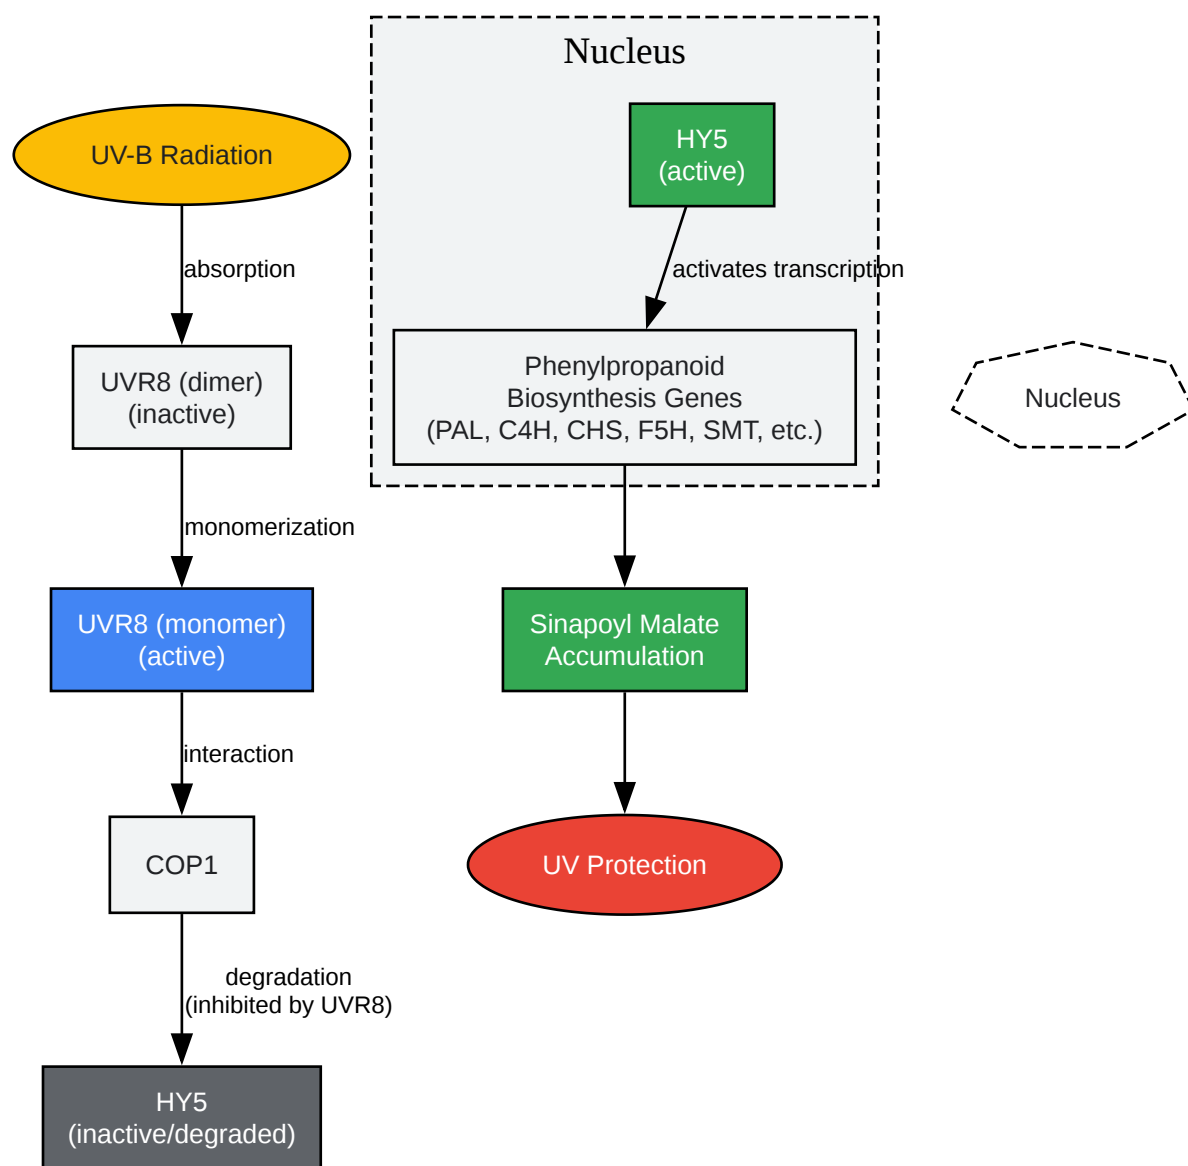 Nucleus
UV-B Radiation
HY5
(active)
absorption
activates transcription
UVR8 (dimer)
(inactive)
Phenylpropanoid
Biosynthesis Genes
(PAL, C4H, CHS, F5H, SMT, etc.)
Nucleus
monomerization
UVR8 (monomer)
(active)
Sinapoyl Malate
Accumulation
interaction
COP1
UV Protection
degradation
(inhibited by UVR8)
HY5
(inactive/degraded)